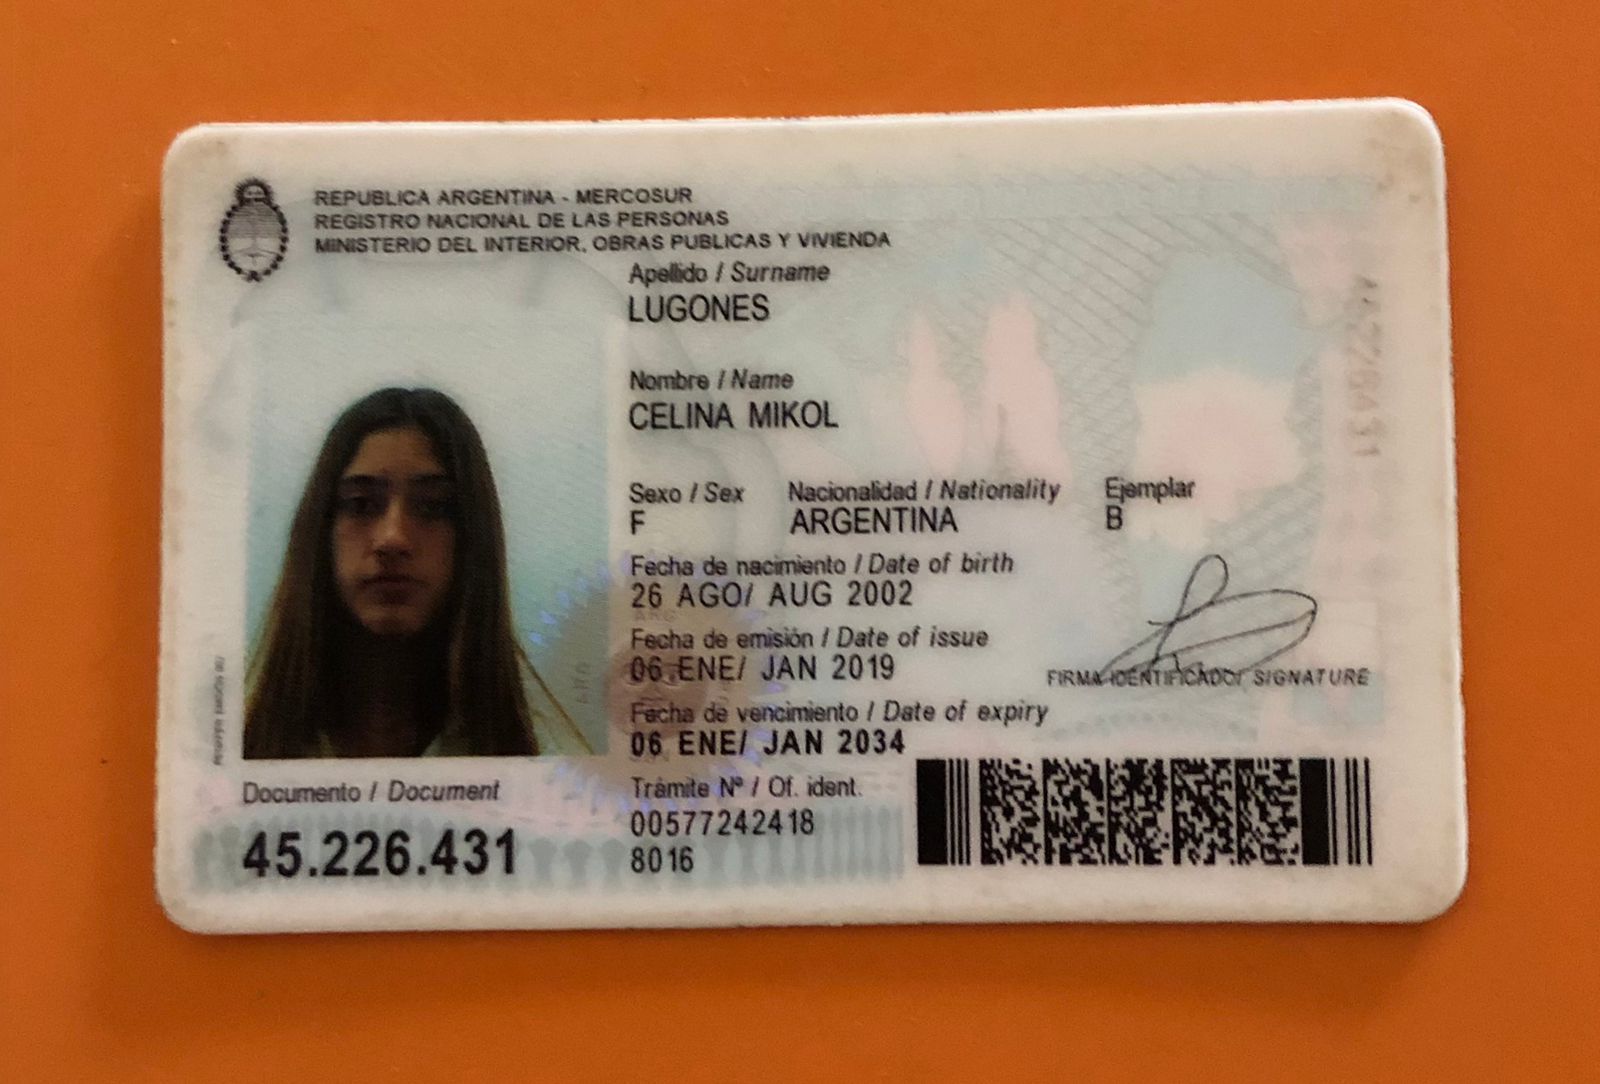 REPUBLICA ARGENTINA - MERCOSUR
REGISTRO NACIONAL DE LAS PERSONAS
MINISTERIO DEL INTERIOR, OBRAS PUBLICAS Y VIVIENDA
Apellido / Surname
LUGONES
Nombre / Name
CELINA MIKOL
Sexo / Sex Nacionalidad / Nationality Ejemplar
F ARGENTINA B
Fecha de nacimiento / Date of birth
26 AGO/ AUG 2002
Fecha de emisión / Date of issue
06 ENE/ JAN 2019
FIRMA IDENTIFICADO/ SIGNATURE
Fecha de vencimiento / Date of expiry
06 ENE/ JAN 2034
Documento / Document
45.226.431
Trámite Nº / Of. ident.
00577242418
8016